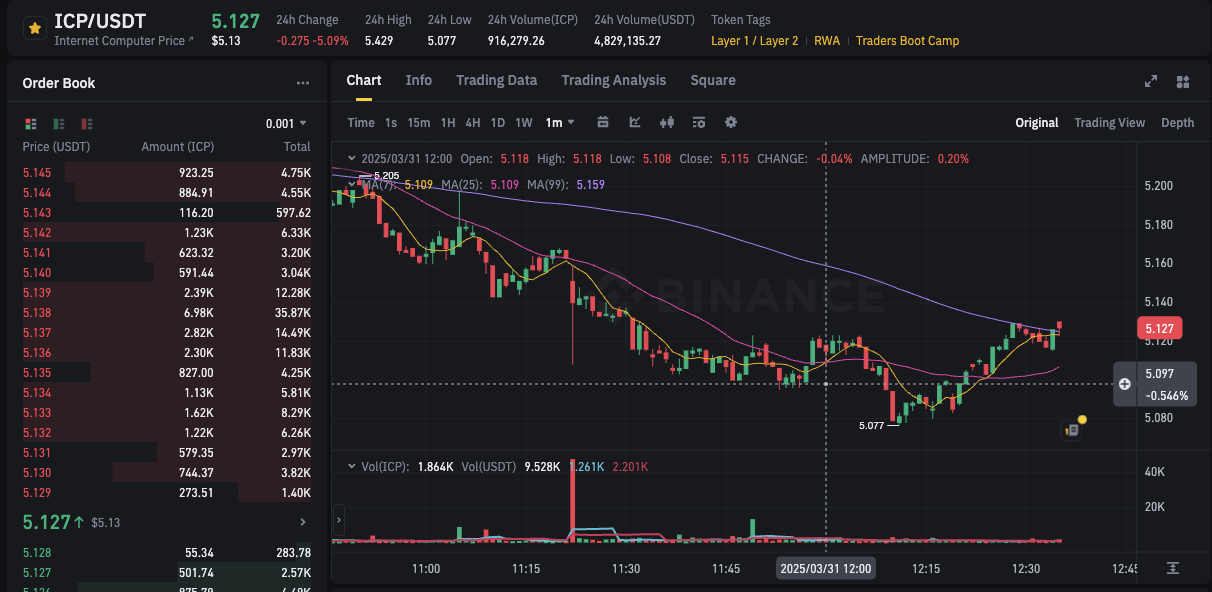 ICP/USDT
Internet Computer Price
5.127
$5.13
24h Change
-0.275 -5.09%
24h High
5.429
24h Low
5.077
24h Volume(ICP)
916,279.26
24h Volume(USDT)
4,829,135.27
Token Tags
Layer 1 / Layer 2 | RWA | Traders Boot Camp
Order Book
0.001
Price (USDT) Amount (ICP) Total
5.145 923.25 4.75K
5.144 884.91 4.55K
5.143 116.20 597.62
5.142 1.23K 6.33K
5.141 623.32 3.20K
5.140 591.44 3.04K
5.139 2.39K 12.28K
5.138 6.98K 35.87K
5.137 2.82K 14.49K
5.136 2.30K 11.83K
5.135 827.00 4.25K
5.134 1.13K 5.81K
5.133 1.62K 8.29K
5.132 1.22K 6.26K
5.131 579.35 2.97K
5.130 744.37 3.82K
5.129 273.51 1.40K
5.127↑ $5.13
5.128 55.34 283.78
5.127 501.74 2.57K
Chart Info Trading Data Trading Analysis Square
Time 1s 15m 1H 4H 1D 1W 1m
Original Trading View Depth
2025/03/31 12:00 Open: 5.118 High: 5.118 Low: 5.108 Close: 5.115 CHANGE: -0.04% AMPLITUDE: 0.20%
5.205
MA(7): 5.109 MA(25): 5.109 MA(99): 5.159
BINANCE
5.077
5.200
5.180
5.160
5.140
5.127
5.120
5.097
-0.546%
5.080
Vol(ICP): 1.864K Vol(USDT) 9.528K 1.261K 2.201K
40K
20K
11:00 11:15 11:30 11:45 2025/03/31 12:00 12:15 12:30 12:45